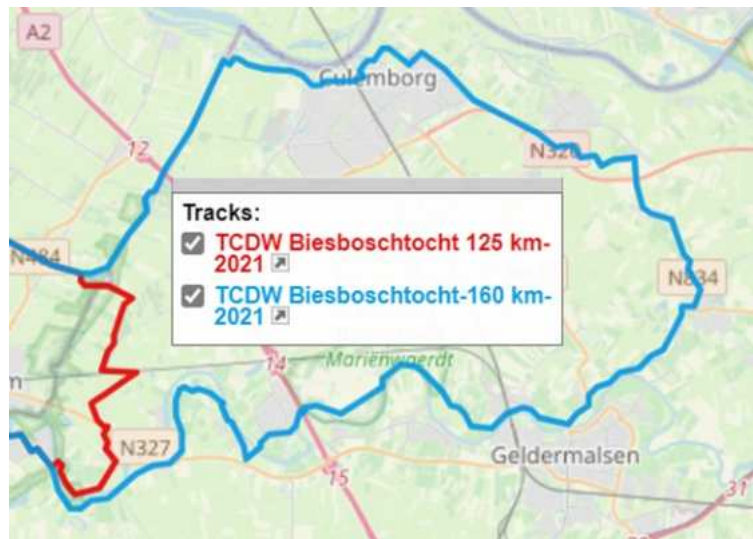 A2
Culemborg
12
N320
Tracks:
TCDW Biesboschtocht 125 km-
2021
N484
TCDW Biesboschtocht-160 km-
2021
N834
14
Mariënwaerdt
m
N327
Geldermalsen
15
31